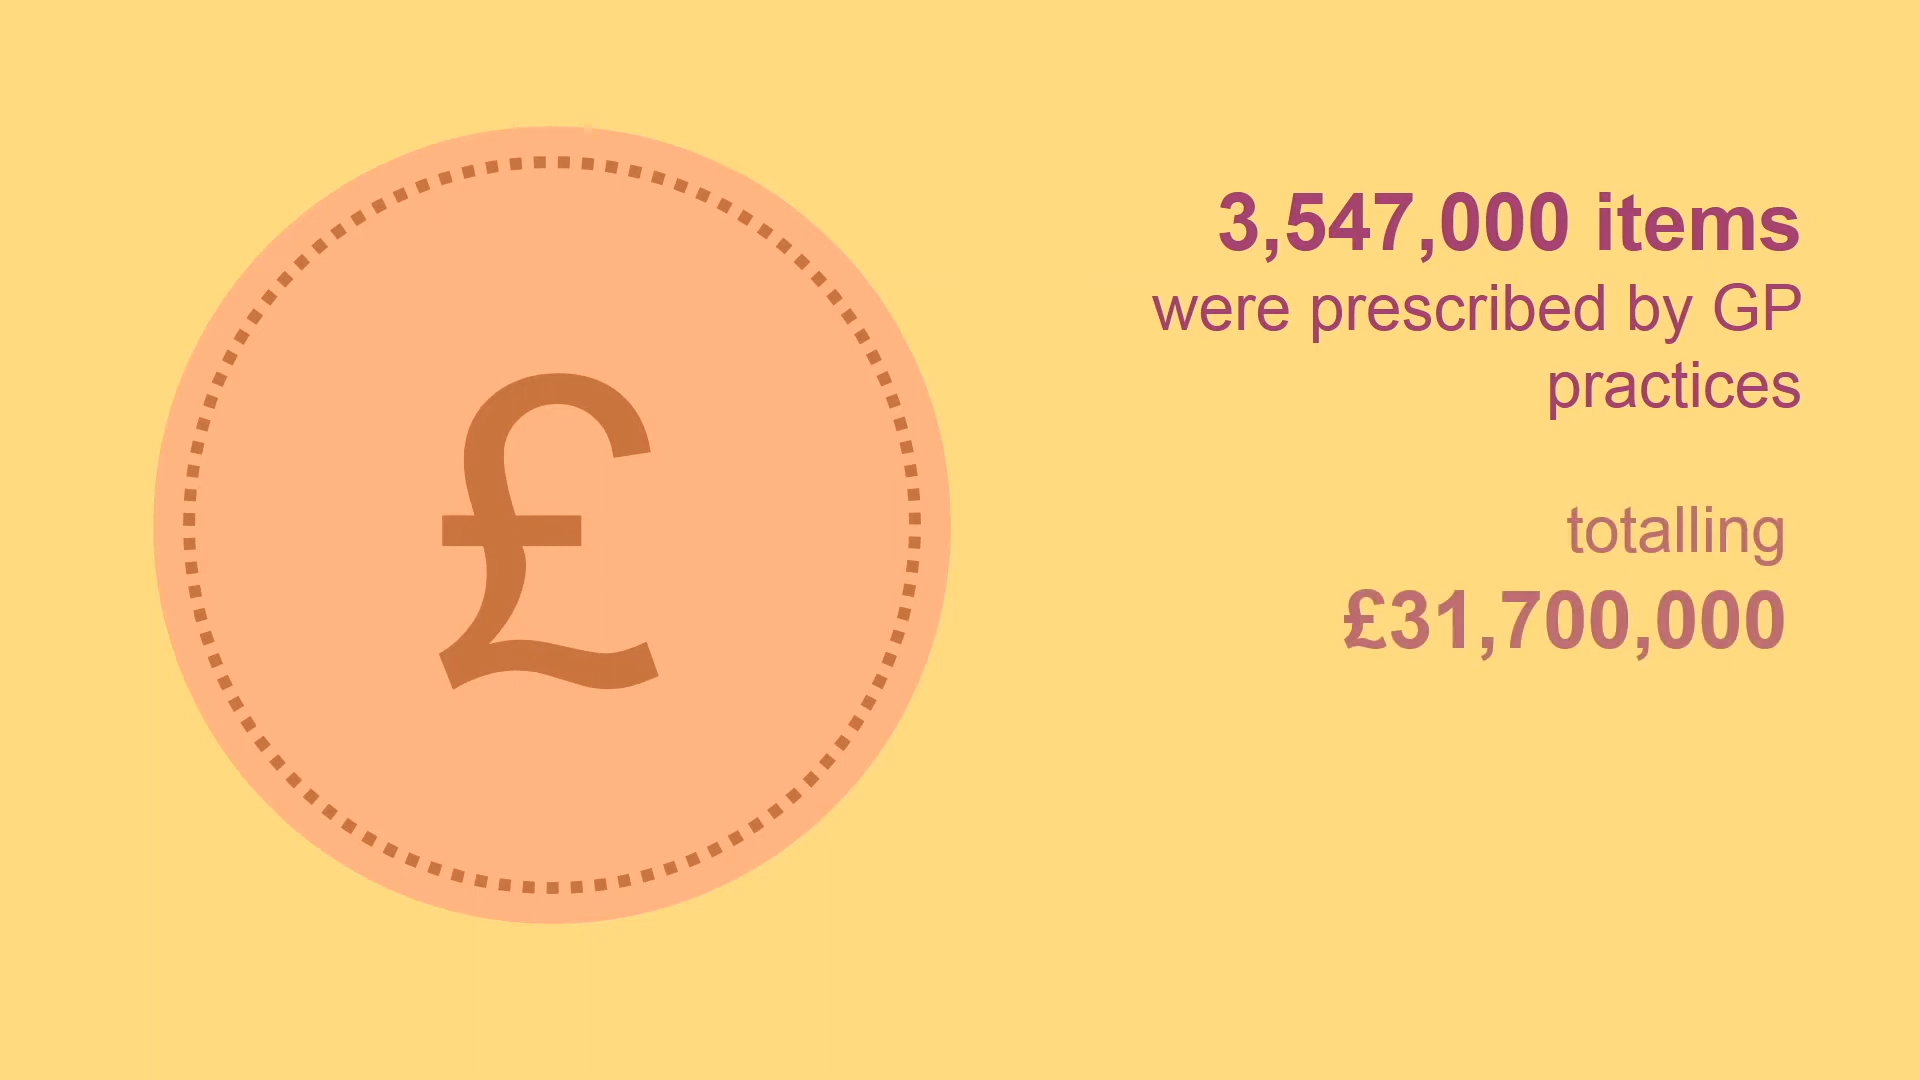 £
3,547,000 items
were prescribed by GP
practices
totalling
£31,700,000